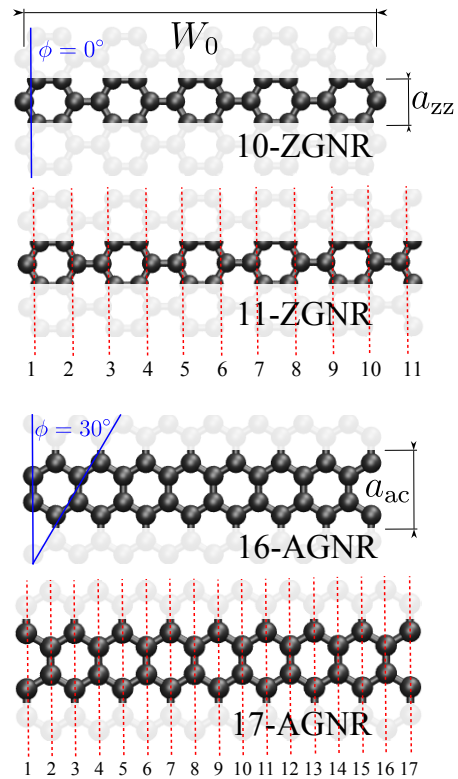 W₀
ϕ = 0°
a_zz
10-ZGNR
11-ZGNR
1 2 3 4 5 6 7 8 9 10 11
ϕ = 30°
a_ac
16-AGNR
17-AGNR
1 2 3 4 5 6 7 8 9 10 11 12 13 14 15 16 17